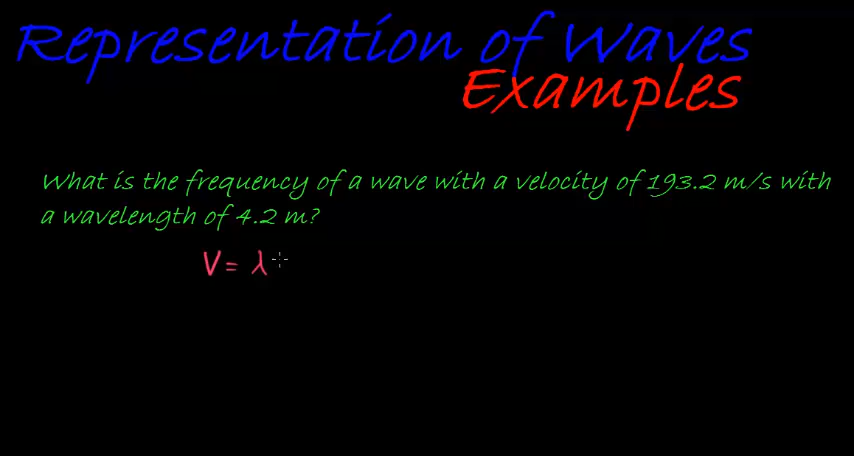 Representation of Waves
Examples
What is the frequency of a wave with a velocity of 193.2 m/s with
a wavelength of 4.2 m?
V = λ